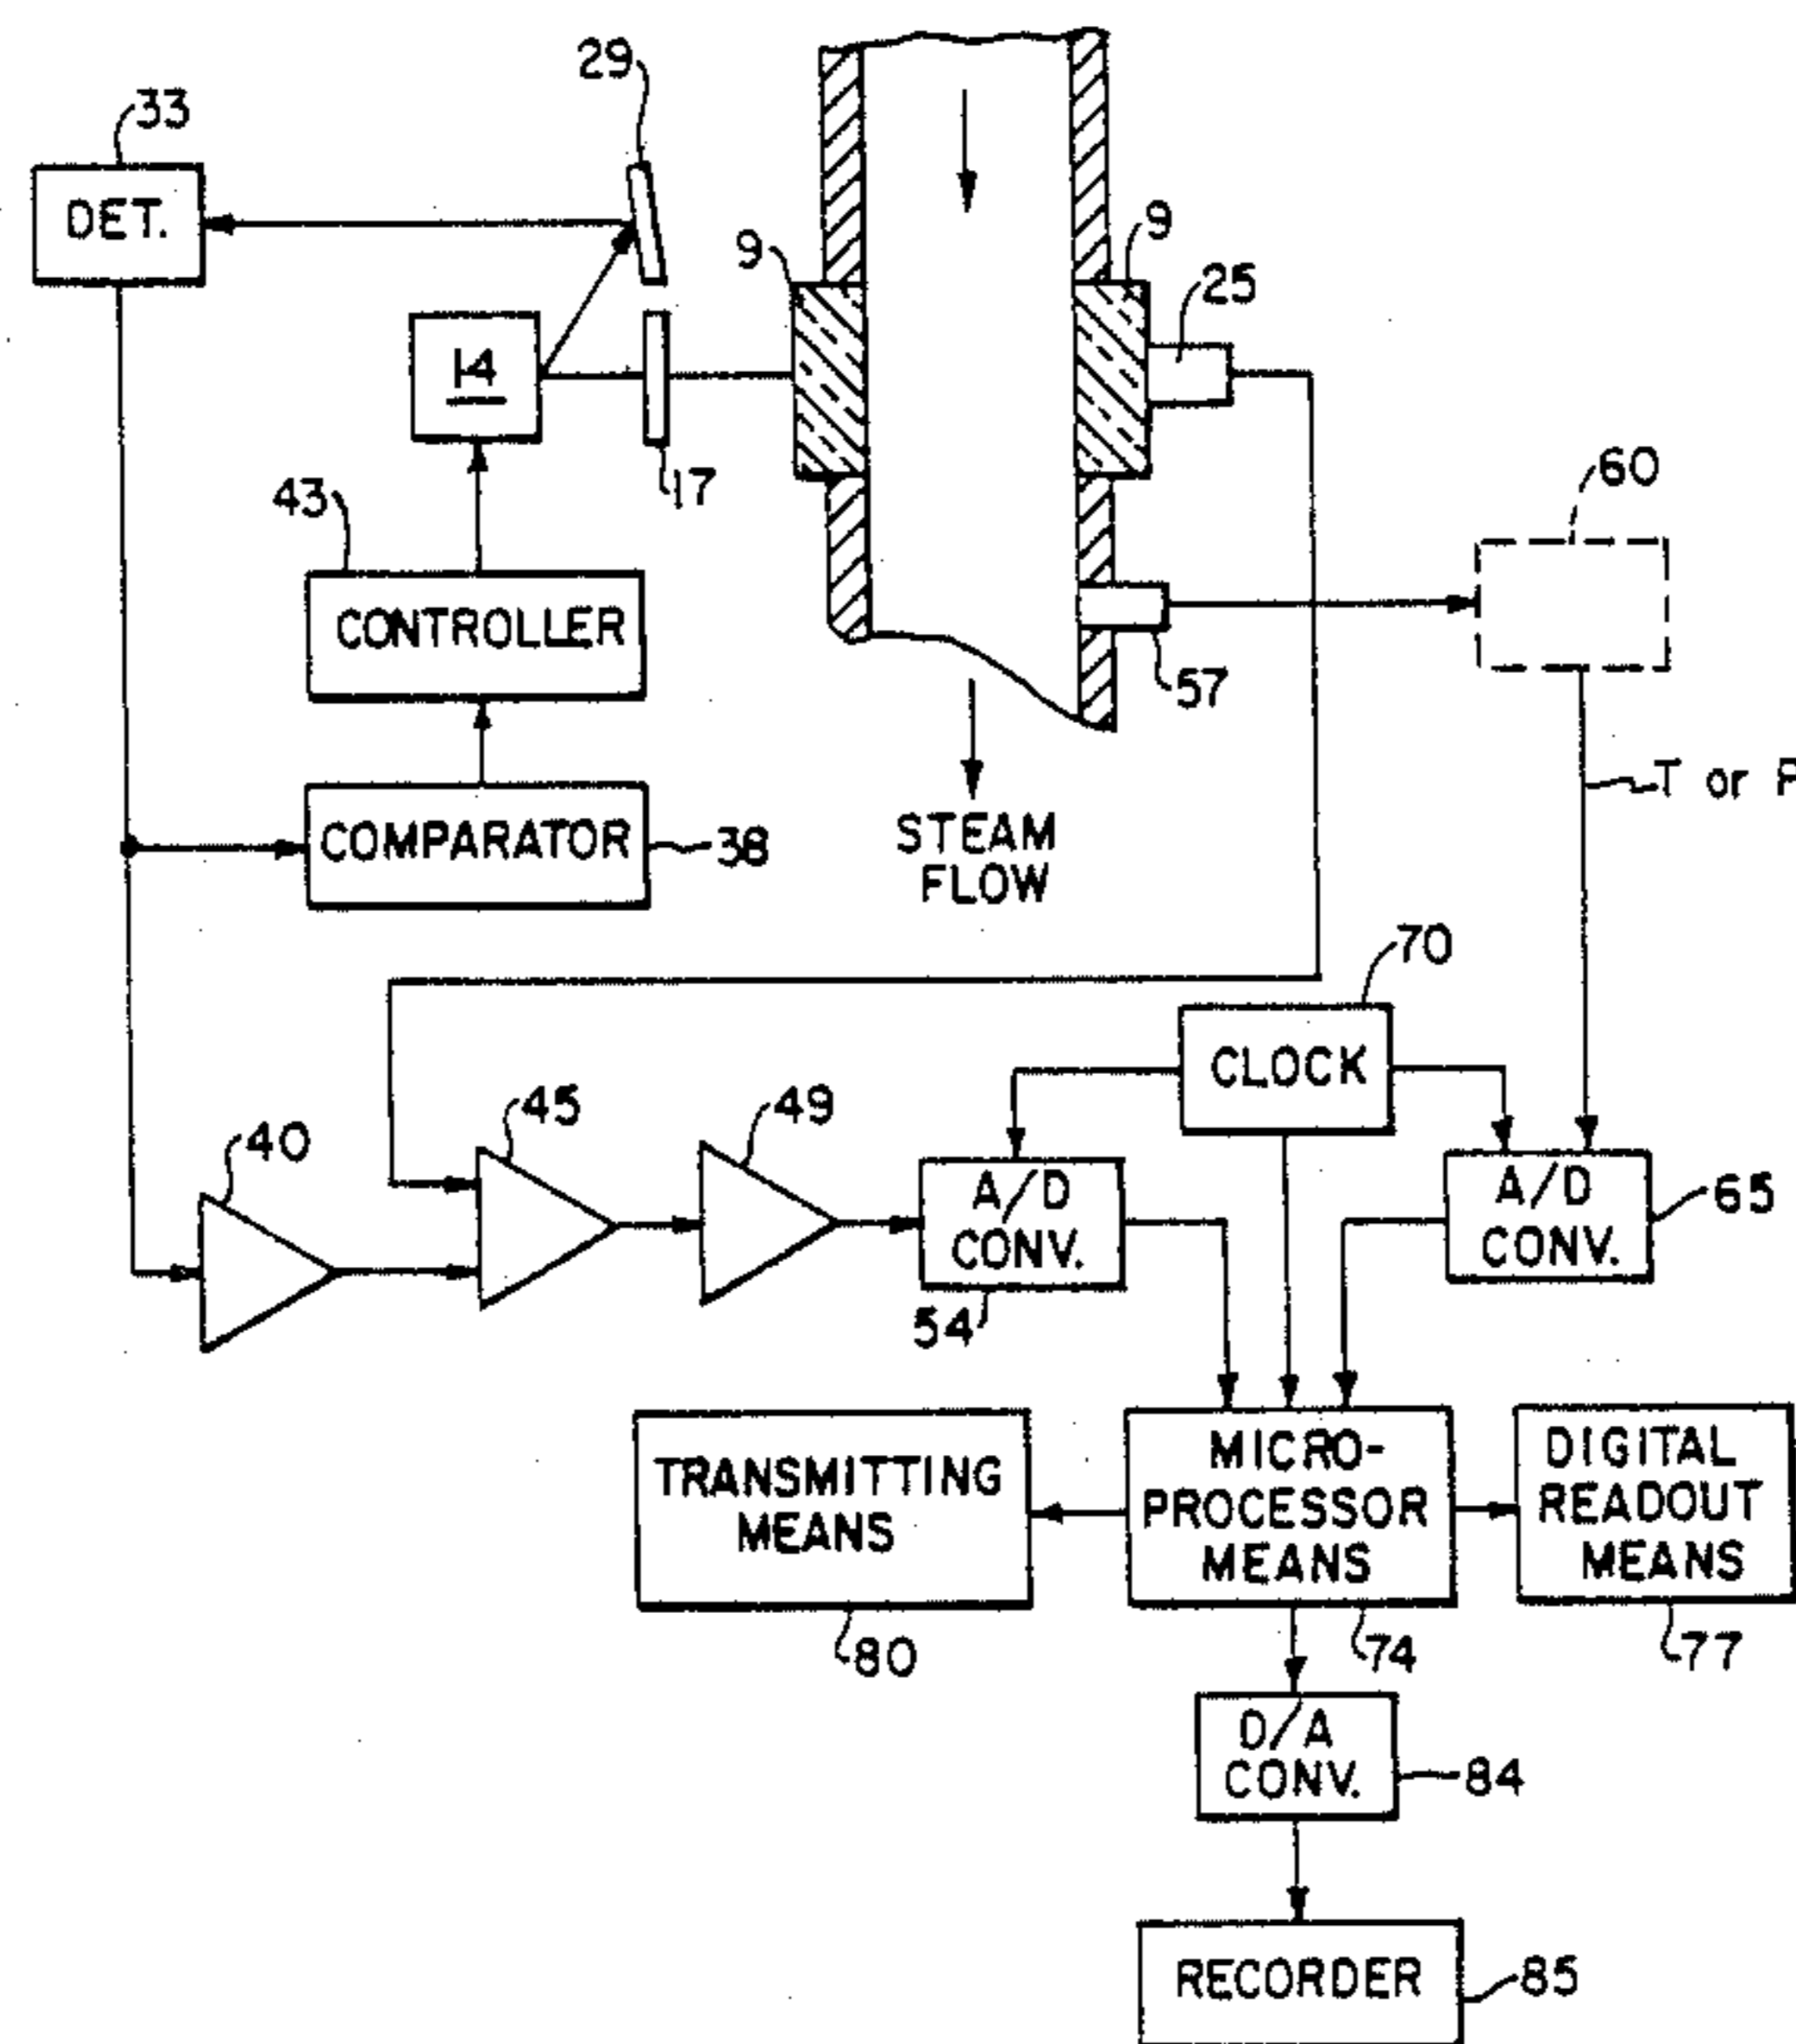 29
33
DET.
9
9
25
14
17
60
43
CONTROLLER
57
T or P
COMPARATOR
38
STEAM
FLOW
70
CLOCK
45
49
40
A/D
CONV.
54
A/D
CONV.
65
TRANSMITTING
MEANS
80
MICRO-
PROCESSOR
MEANS
74
DIGITAL
READOUT
MEANS
77
D/A
CONV.
84
RECORDER
85